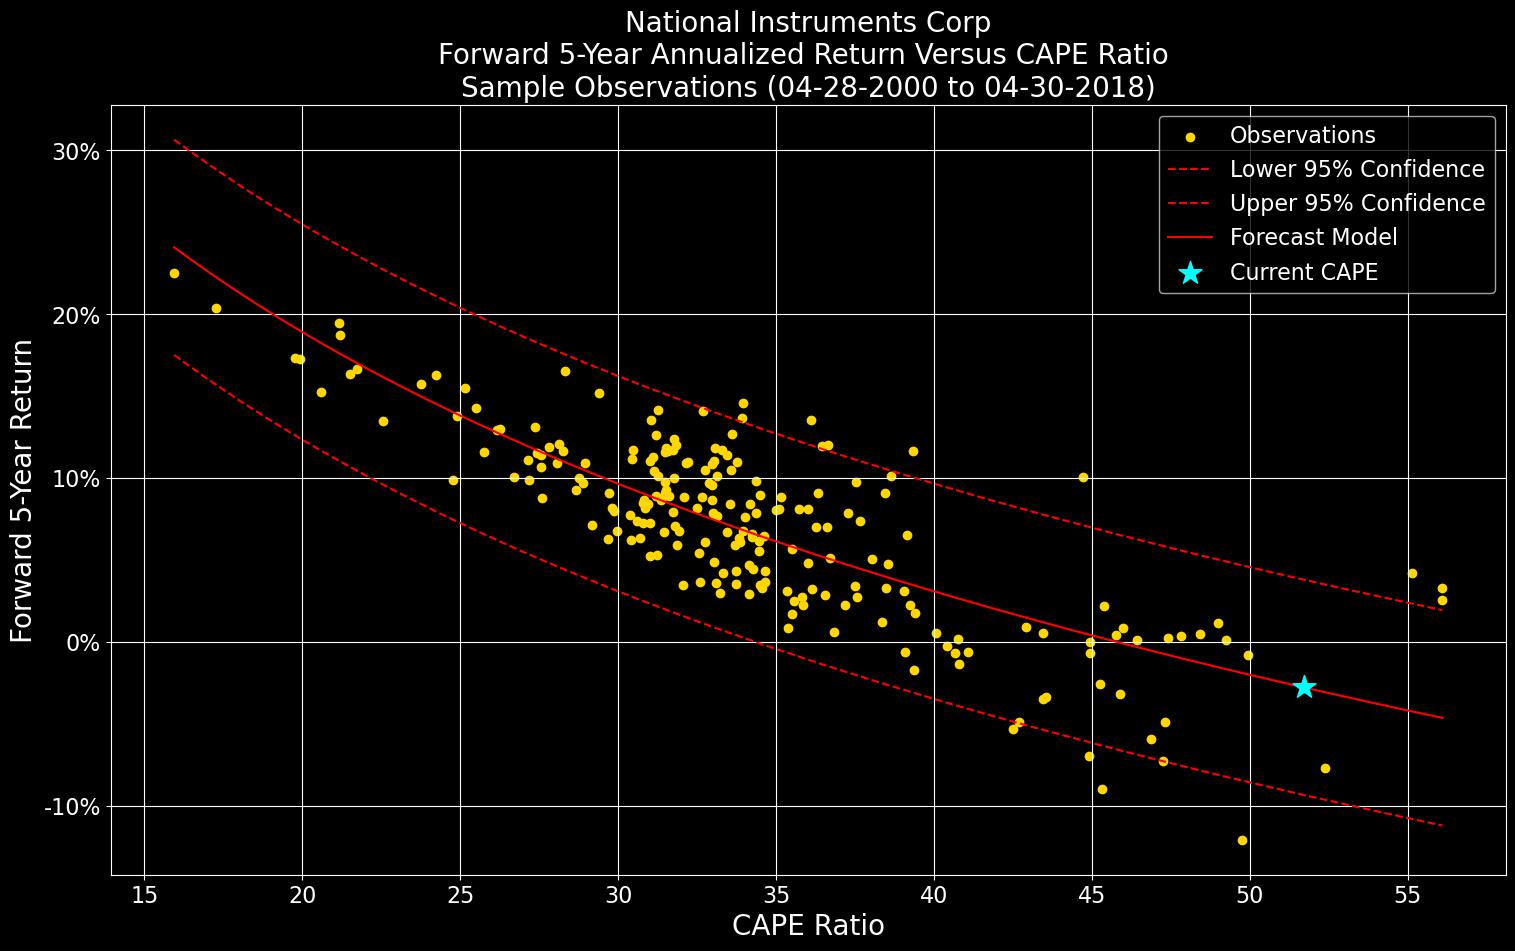 National Instruments Corp
Forward 5-Year Annualized Return Versus CAPE Ratio
Sample Observations (04-28-2000 to 04-30-2018)
Observations
Lower 95% Confidence
Upper 95% Confidence
Forecast Model
Current CAPE
Forward 5-Year Return
30%
20%
10%
0%
-10%
15 20 25 30 35 40 45 50 55
CAPE Ratio